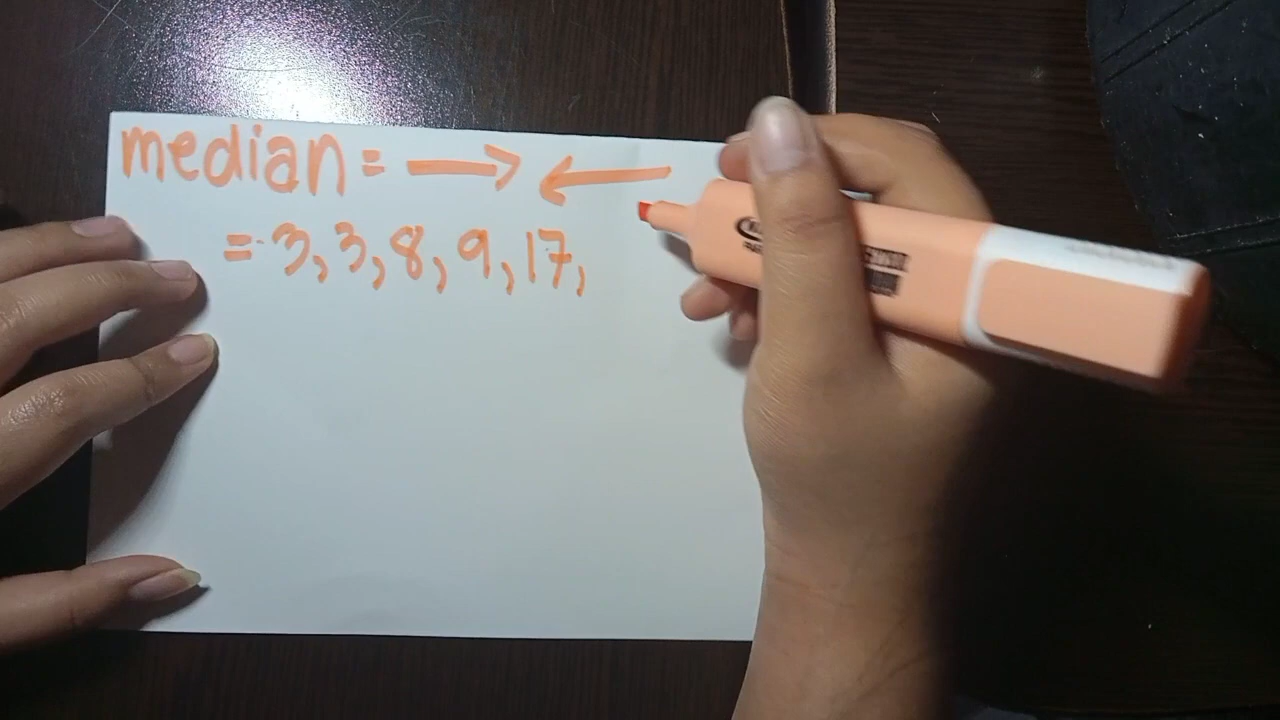 median = → ←
= 3, 3, 8, 9, 17,